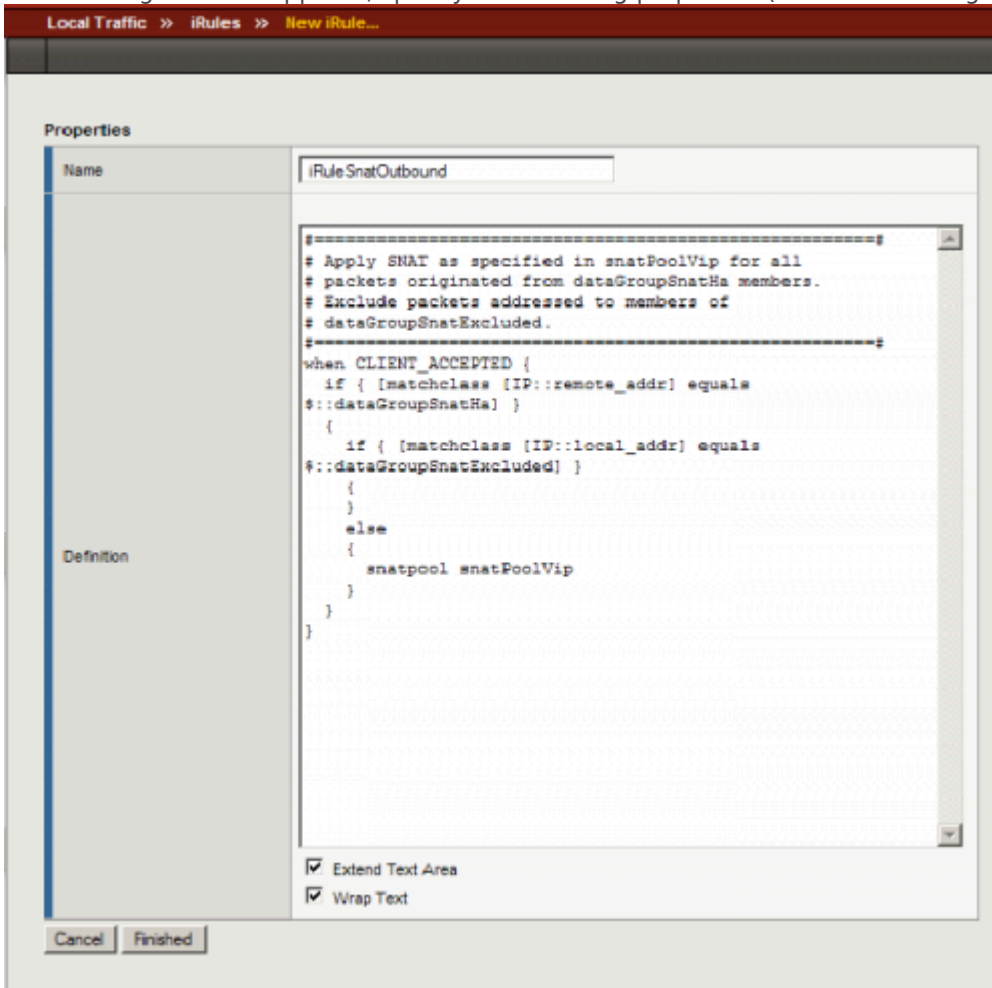 Local Traffic » iRules » New iRule...
Properties
Name
iRuleSnatOutbound
Definition
#=========================================================#
# Apply SNAT as specified in snatPoolVip for all
# packets originated from dataGroupSnatHa members.
# Exclude packets addressed to members of
# dataGroupSnatExcluded.
#=========================================================#
when CLIENT_ACCEPTED {
if { [matchclass [IP::remote_addr] equals
$::dataGroupSnatHa] }
{
if { [matchclass [IP::local_addr] equals
$::dataGroupSnatExcluded] }
{
}
else
{
snatpool snatPoolVip
}
}
}
Extend Text Area
Wrap Text
Cancel Finished